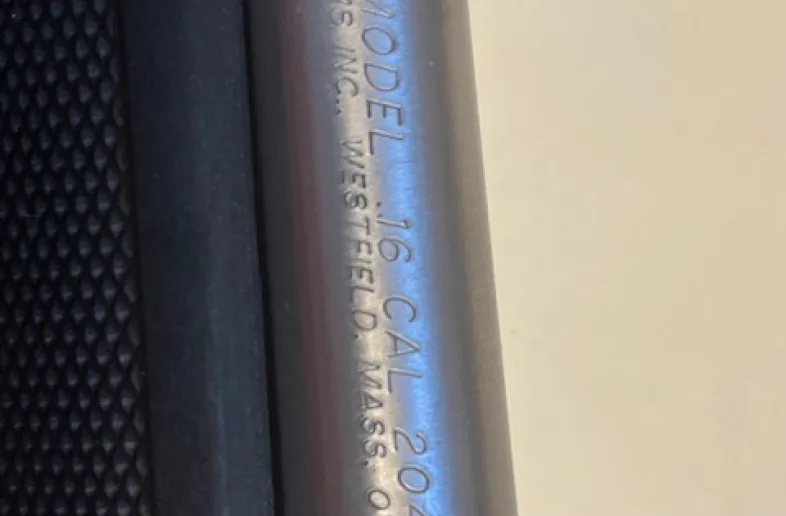 MODEL .16 CAL 20
INC., WESTFIELD, MASS.